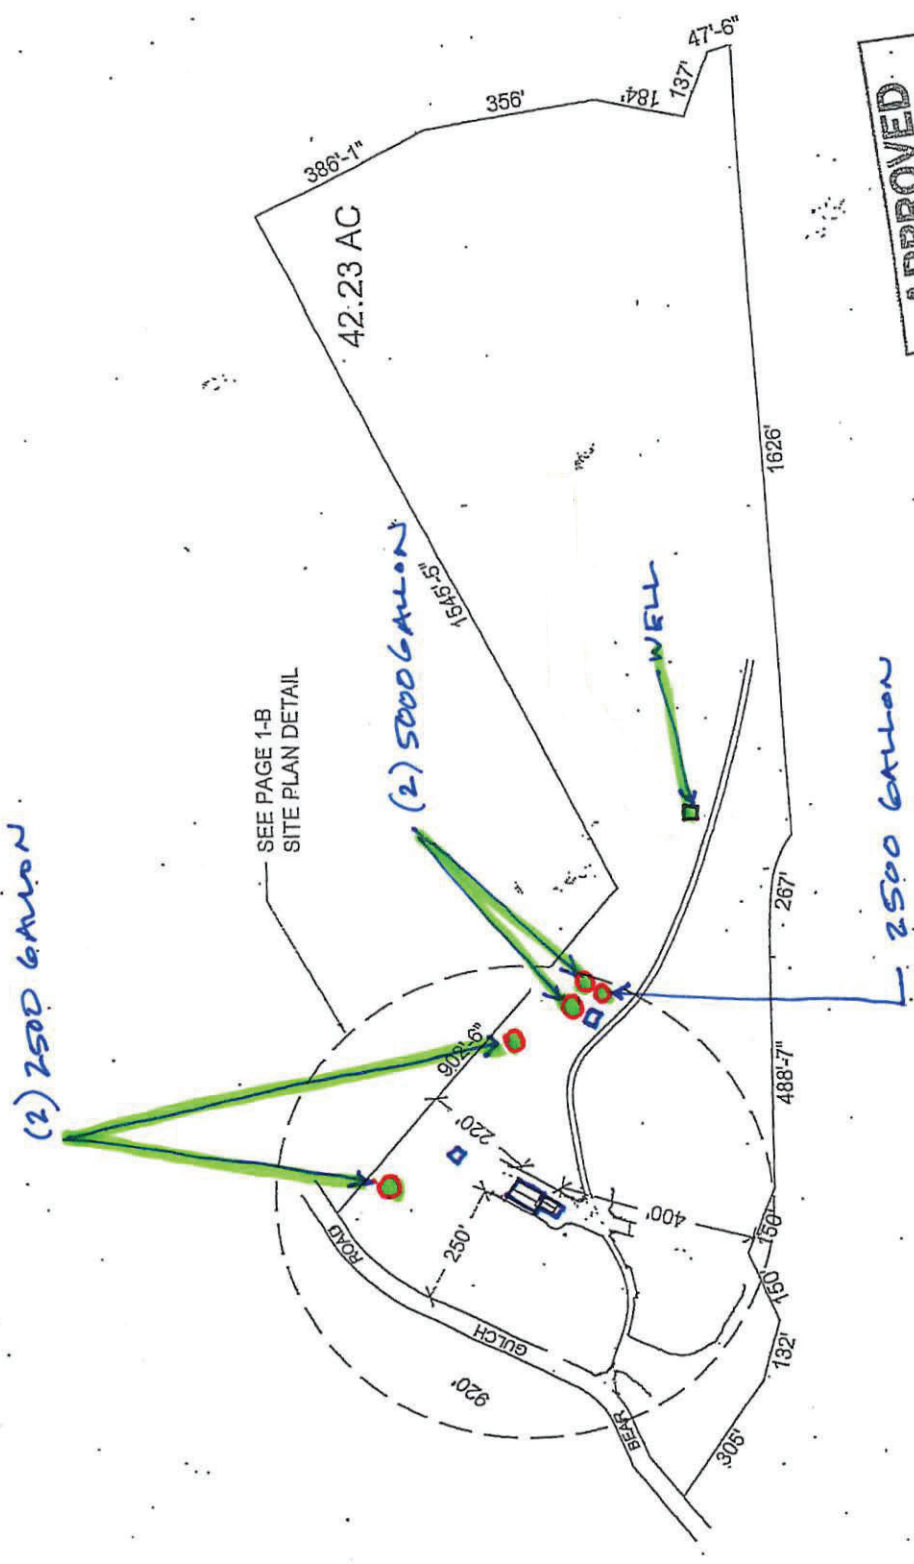 (2) 2500 GALLON
SEE PAGE 1-B
SITE PLAN DETAIL
(2) 5000 GALLON
WELL
2500 GALLON
42.23 AC
386'-1"
356'
184'
137'
47'-6"
1626'
1545'-5"
267'
488'-7"
902'-6"
220'
250'
400'
150'
150'
132'
305'
920'
BEAR
GULCH
ROAD
APPROVED